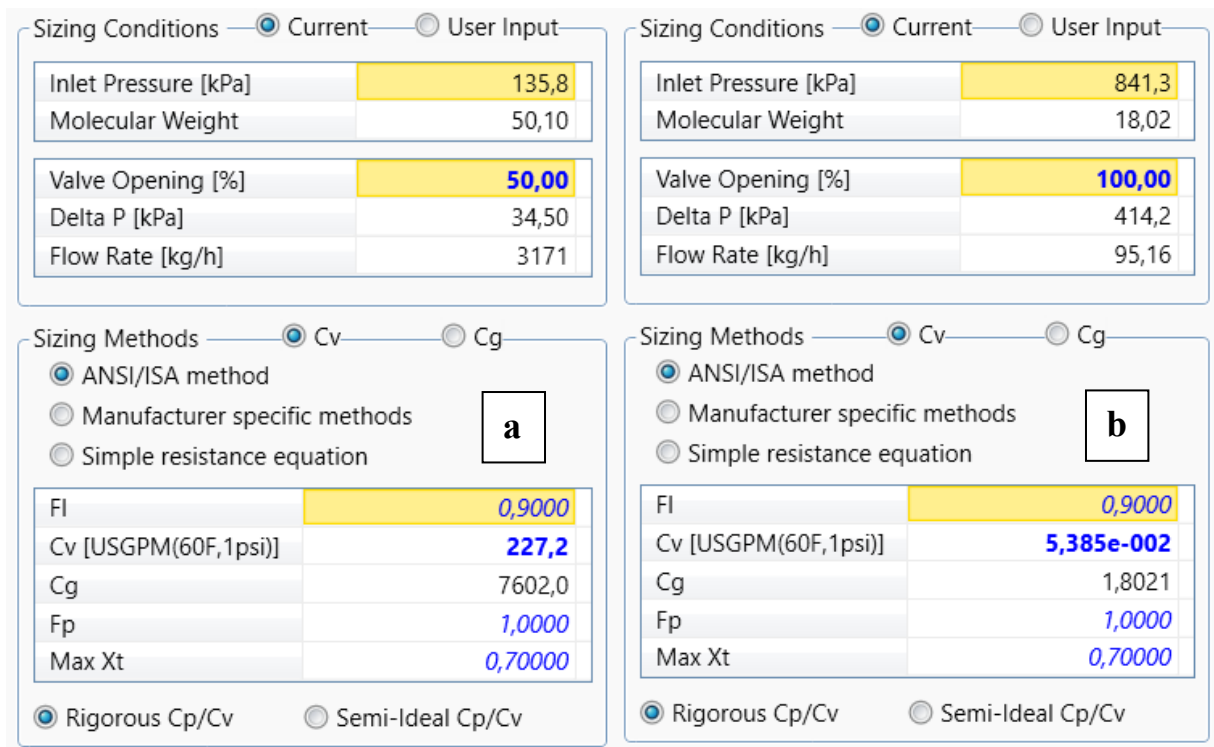 Sizing Conditions Current User Input
Inlet Pressure [kPa] 135,8
Molecular Weight 50,10
Valve Opening [%] 50,00
Delta P [kPa] 34,50
Flow Rate [kg/h] 3171
Sizing Methods Cv Cg
ANSI/ISA method
Manufacturer specific methods
Simple resistance equation
a
Fl 0,9000
Cv [USGPM(60F,1psi)] 227,2
Cg 7602,0
Fp 1,0000
Max Xt 0,70000
Rigorous Cp/Cv Semi-Ideal Cp/Cv
Sizing Conditions Current User Input
Inlet Pressure [kPa] 841,3
Molecular Weight 18,02
Valve Opening [%] 100,00
Delta P [kPa] 414,2
Flow Rate [kg/h] 95,16
Sizing Methods Cv Cg
ANSI/ISA method
Manufacturer specific methods
Simple resistance equation
b
Fl 0,9000
Cv [USGPM(60F,1psi)] 5,385e-002
Cg 1,8021
Fp 1,0000
Max Xt 0,70000
Rigorous Cp/Cv Semi-Ideal Cp/Cv